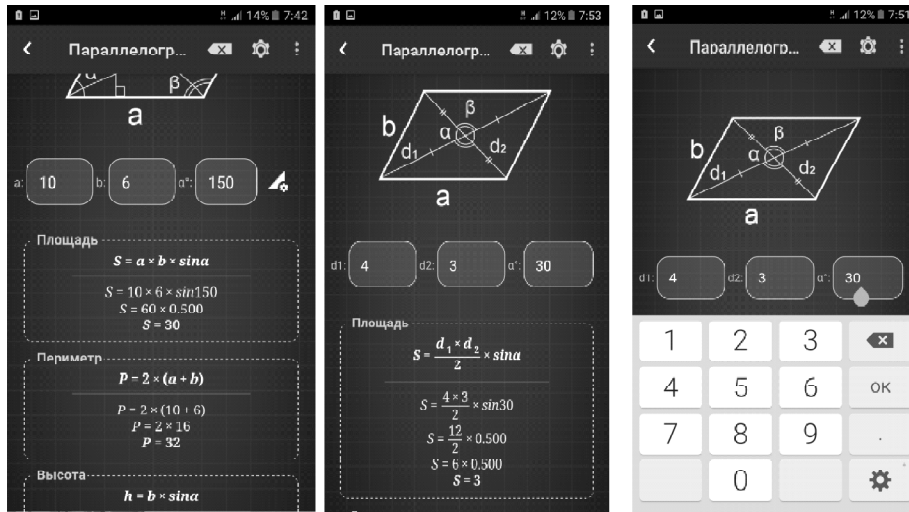 14% 7:42
Параллелогр...
α β
a
a: 10 b: 6 α°: 150
Площадь
S = a × b × sinα
S = 10 × 6 × sin150
S = 60 × 0.500
S = 30
Периметр
P = 2 × (a + b)
P = 2 × (10 + 6)
P = 2 × 16
P = 32
Высота
h = b × sinα
12% 7:53
Параллелогр...
β
b α
d₁ d₂
a
d1: 4 d2: 3 α°: 30
Площадь
S = d₁ × d₂ / 2 × sinα
S = 4 × 3 / 2 × sin30
S = 12 / 2 × 0.500
S = 6 × 0.500
S = 3
12% 7:51
Параллелогр...
β
b α
d₁ d₂
a
d1: 4 d2: 3 α°: 30
1 2 3
4 5 6 ОК
7 8 9 .
0